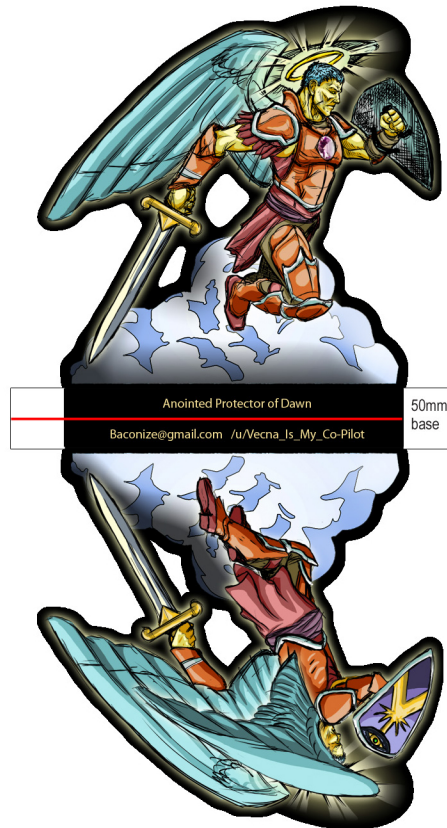 Anointed Protector of Dawn
50mm
base
Baconize@gmail.com /u/Vecna_Is_My_Co-Pilot